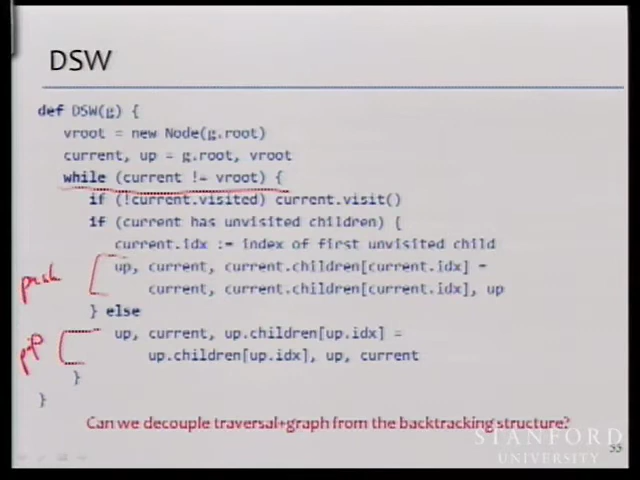 DSW
def DSW(g) {
vroot = new Node(g.root)
current, up = g.root, vroot
while (current != vroot) {
if (!current.visited) current.visit()
if (current has unvisited children) {
current.idx := index of first unvisited child
push
up, current, current.children[current.idx] =
current, current.children[current.idx], up
} else
pop
up, current, up.children[up.idx] =
up.children[up.idx], up, current
}
}
Can we decouple traversal+graph from the backtracking structure?
STANFORD
UNIVERSITY